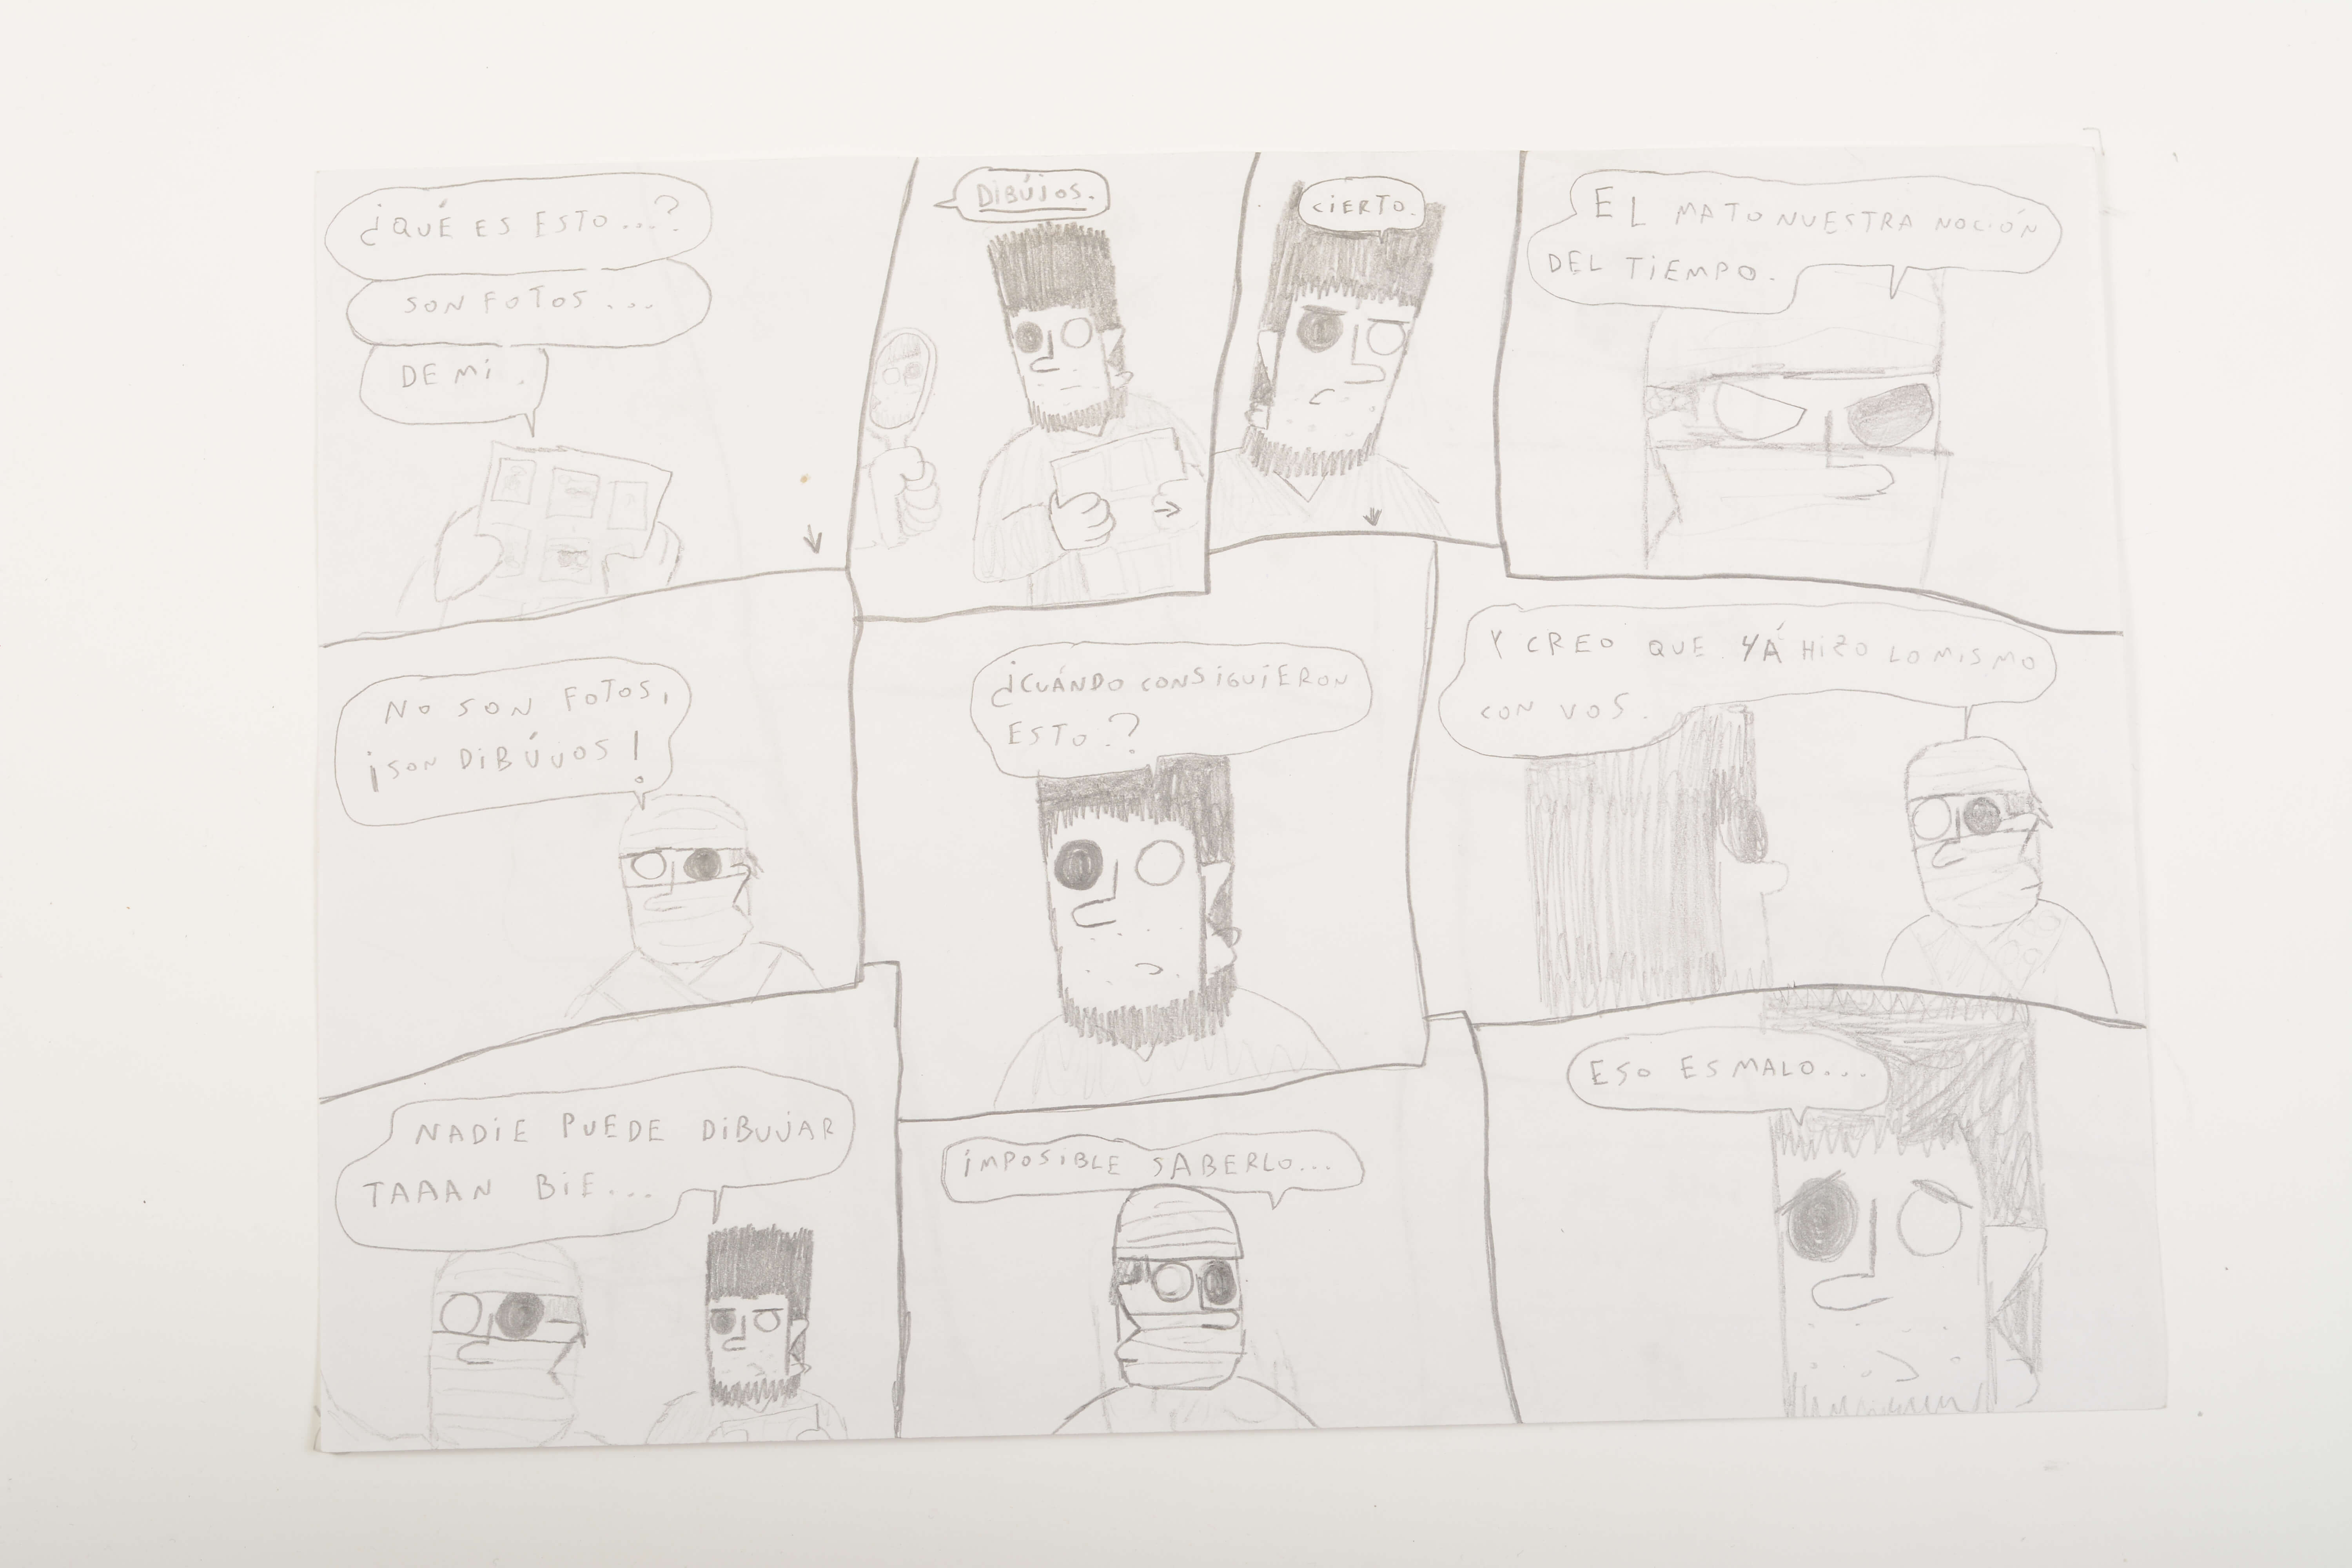 ¿QUÉ ES ESTO...?
SON FOTOS...
DE MI.
NO SON FOTOS,
¡SON DIBÚJOS!
NADIE PUEDE DIBUJAR
TAAAN BIE...
DIBÚJOS.
CIERTO.
¿CUÁNDO CONSIGUIERON
ESTO?
IMPOSIBLE SABERLO...
EL MATO NUESTRA NOCIÓN
DEL TIEMPO.
Y CREO QUE YÁ HIZO LO MISMO
CON VOS.
ESO ES MALO...